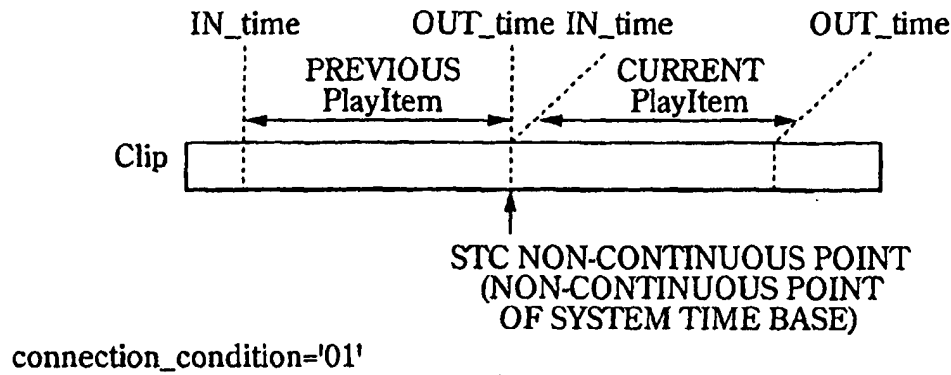 IN_time OUT_time IN_time OUT_time
PREVIOUS PlayItem
CURRENT PlayItem
Clip
STC NON-CONTINUOUS POINT
(NON-CONTINUOUS POINT
OF SYSTEM TIME BASE)
connection_condition='01'